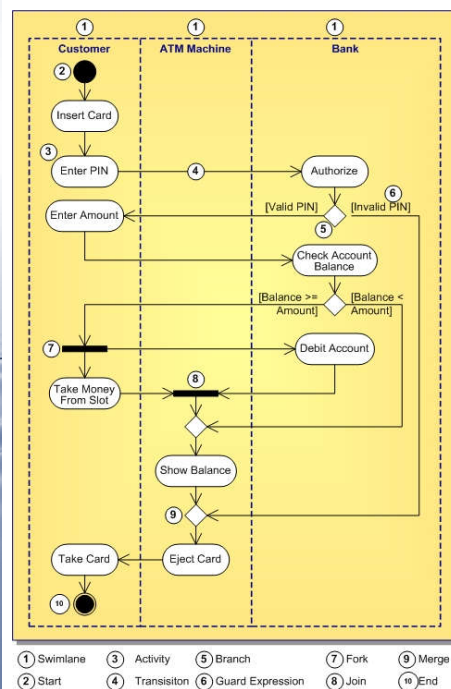 1 1 1
Customer ATM Machine Bank
2
Insert Card
3
Enter PIN
4
Authorize
6
[Valid PIN] [Invalid PIN]
Enter Amount
5
Check Account
Balance
[Balance >=
Amount]
[Balance <
Amount]
7
Debit Account
Take Money
From Slot
8
Show Balance
9
Take Card
Eject Card
10
1 Swimlane 3 Activity 5 Branch 7 Fork 9 Merge
2 Start 4 Transisiton 6 Guard Expression 8 Join 10 End